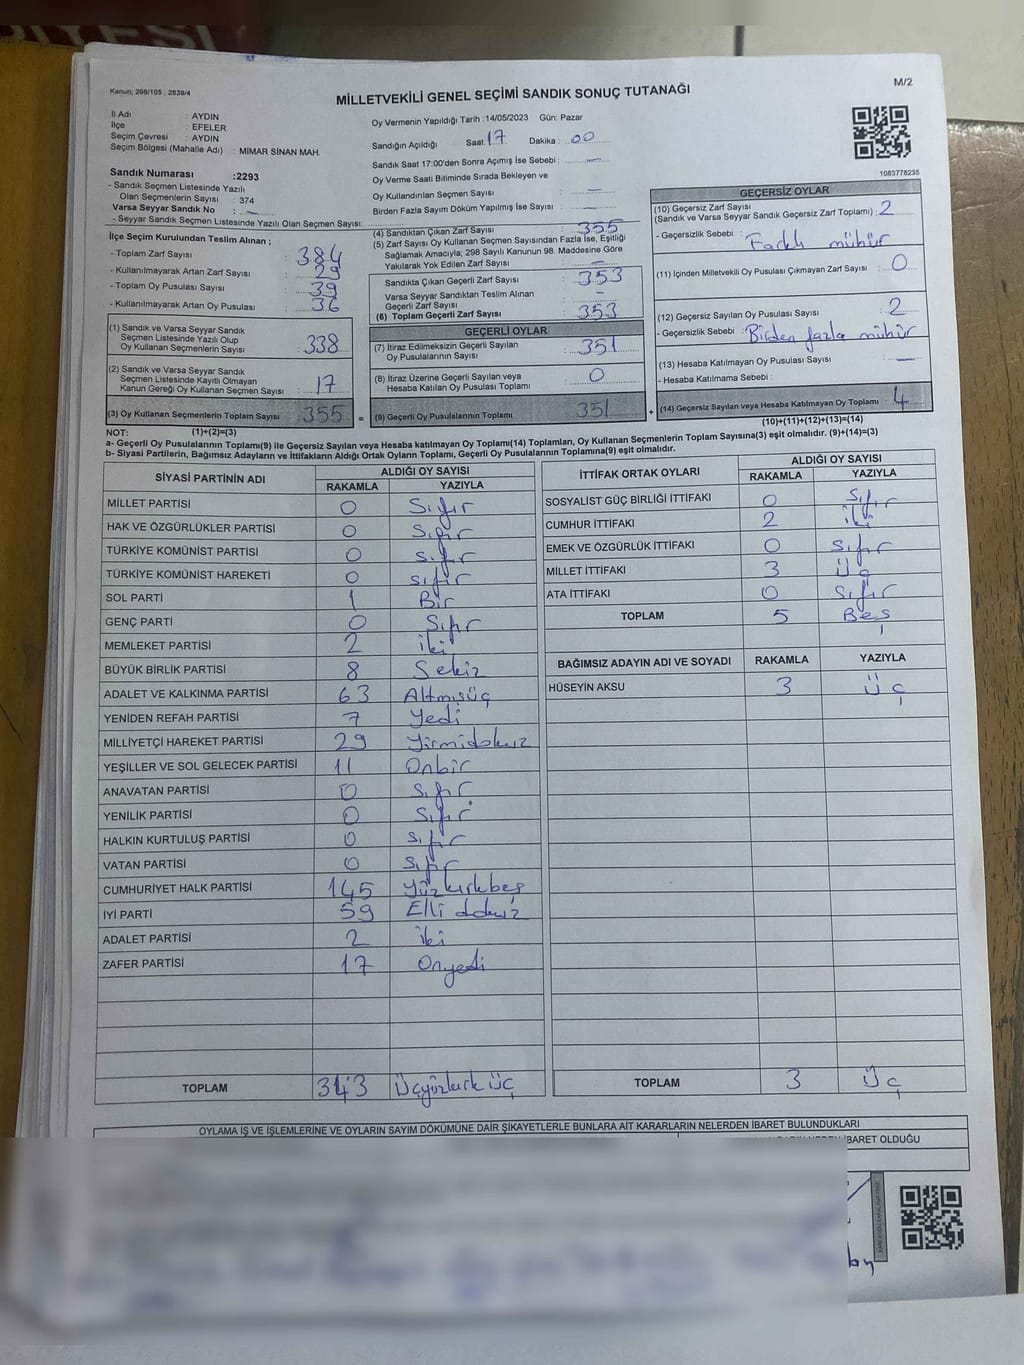 Kanun; 298/105 , 2839/4
M/2
MİLLETVEKİLİ GENEL SEÇİMİ SANDIK SONUÇ TUTANAĞI
İl Adı : AYDIN
İlçe : EFELER
Seçim Çevresi : AYDIN
Seçim Bölgesi (Mahalle Adı) : MİMAR SİNAN MAH.
Sandık Numarası :2293
- Sandık Seçmen Listesinde Yazılı
Olan Seçmenlerin Sayısı : 374
Varsa Seyyar Sandık No : —
- Seyyar Sandık Seçmen Listesinde Yazılı Olan Seçmen Sayısı:
Oy Vermenin Yapıldığı Tarih :14/05/2023 Gün: Pazar
Sandığın Açıldığı Saat: 17 Dakika : 00
Sandık Saat 17:00'den Sonra Açımış İse Sebebi : —
Oy Verme Saati Bitiminde Sırada Bekleyen ve
Oy Kullandırılan Seçmen Sayısı : —
Birden Fazla Sayım Döküm Yapılmış İse Sayısı : —
1083778235
İlçe Seçim Kurulundan Teslim Alınan ;
- Toplam Zarf Sayısı : 384
- Kullanılmayarak Artan Zarf Sayısı : 29
- Toplam Oy Pusulası Sayısı : 39
- Kullanılmayarak Artan Oy Pusulası : 36
(1) Sandık ve Varsa Seyyar Sandık
Seçmen Listesinde Yazılı Olup
Oy Kullanan Seçmenlerin Sayısı : 338
(2) Sandık ve Varsa Seyyar Sandık
Seçmen Listesinde Kayıtlı Olmayan
Kanun Gereği Oy Kullanan Seçmen Sayısı : 17
(3) Oy Kullanan Seçmenlerin Toplam Sayısı 355 =
(1)+(2)=(3)
(4) Sandıktan Çıkan Zarf Sayısı : 355
(5) Zarf Sayısı Oy Kullanan Seçmen Sayısından Fazla İse, Eşitliği
Sağlamak Amacıyla; 298 Sayılı Kanunun 98. Maddesine Göre
Yakılarak Yok Edilen Zarf Sayısı : —
Sandıkta Çıkan Geçerli Zarf Sayısı : 353
Varsa Seyyar Sandıktan Teslim Alınan
Geçerli Zarf Sayısı : —
(6) Toplam Geçerli Zarf Sayısı : 353
GEÇERLİ OYLAR
(7) İtiraz Edilmeksizin Geçerli Sayılan
Oy Pusulalarının Sayısı : 351
(8) İtiraz Üzerine Geçerli Sayılan veya
Hesaba Katılan Oy Pusulası Toplamı : 0
(9) Geçerli Oy Pusulalarının Toplamı 351 +
GEÇERSİZ OYLAR
(10) Geçersiz Zarf Sayısı
(Sandık ve Varsa Seyyar Sandık Geçersiz Zarf Toplamı) : 2
- Geçersizlik Sebebi : Farklı mühür
(11) İçinden Milletvekili Oy Pusulası Çıkmayan Zarf Sayısı : 0
(12) Geçersiz Sayılan Oy Pusulası Sayısı : 2
- Geçersizlik Sebebi : Birden fazla mühür
(13) Hesaba Katılmayan Oy Pusulası Sayısı : —
- Hesaba Katılmama Sebebi :
(14) Geçersiz Sayılan veya Hesaba Katılmayan Oy Toplamı : 4
(10)+(11)+(12)+(13)=(14)
NOT:
a- Geçerli Oy Pusulalarının Toplamı(9) ile Geçersiz Sayılan veya Hesaba katılmayan Oy Toplamı(14) Toplamları, Oy Kullanan Seçmenlerin Toplam Sayısına(3) eşit olmalıdır. (9)+(14)=(3)
b- Siyasi Partilerin, Bağımsız Adayların ve İttifakların Aldığı Ortak Oyların Toplamı, Geçerli Oy Pusulalarının Toplamına(9) eşit olmalıdır.
SİYASİ PARTİNİN ADI ALDIĞI OY SAYISI
RAKAMLA YAZIYLA
MİLLET PARTİSİ 0 Sıfır
HAK VE ÖZGÜRLÜKLER PARTİSİ 0 Sıfır
TÜRKİYE KOMÜNİST PARTİSİ 0 Sıfır
TÜRKİYE KOMÜNİST HAREKETİ 0 sıfır
SOL PARTİ 1 Bir
GENÇ PARTİ 0 Sıfır
MEMLEKET PARTİSİ 2 iki
BÜYÜK BİRLİK PARTİSİ 8 Sekiz
ADALET VE KALKINMA PARTİSİ 63 Altmışüç
YENİDEN REFAH PARTİSİ 7 Yedi
MİLLİYETÇİ HAREKET PARTİSİ 29 Yirmidokuz
YEŞİLLER VE SOL GELECEK PARTİSİ 11 Onbir
ANAVATAN PARTİSİ 0 Sıfır
YENİLİK PARTİSİ 0 Sıfır
HALKIN KURTULUŞ PARTİSİ 0 Sıfır
VATAN PARTİSİ 0 Sıfır
CUMHURİYET HALK PARTİSİ 145 Yüzkırkbeş
İYİ PARTİ 59 Elli dokuz
ADALET PARTİSİ 2 iki
ZAFER PARTİSİ 17 Onyedi
TOPLAM 343 Üçyüzkırk üç
İTTİFAK ORTAK OYLARI ALDIĞI OY SAYISI
RAKAMLA YAZIYLA
SOSYALİST GÜÇ BİRLİĞİ İTTİFAKI 0 Sıfır
CUMHUR İTTİFAKI 2 iki
EMEK VE ÖZGÜRLÜK İTTİFAKI 0 Sıfır
MİLLET İTTİFAKI 3 Üç
ATA İTTİFAKI 0 Sıfır
TOPLAM 5 Beş
BAĞIMSIZ ADAYIN ADI VE SOYADI RAKAMLA YAZIYLA
HÜSEYİN AKSU 3 Üç
TOPLAM 3 Üç
OYLAMA İŞ VE İŞLEMLERİNE VE OYLARIN SAYIM DÖKÜMÜNE DAİR ŞİKAYETLERLE BUNLARA AİT KARARLARIN NELERDEN İBARET BULUNDUKLARI
İBARET OLDUĞU